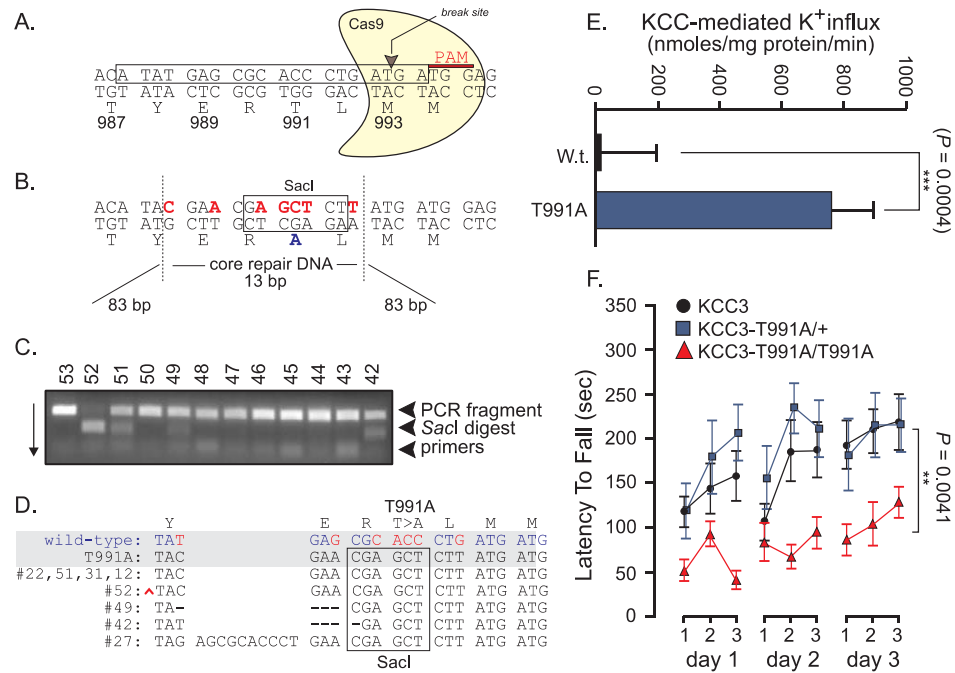 A.
break site
Cas9
PAM
ACA TATG AGC GCACC CTG ATGA TGGAG
ACA TAT GAG CGC ACC CTG ATG ATG GAG
TGT ATA CTC GCG TGG GAC TAC TAC CTC
T Y E R T L M M
987 989 991 993
B.
SacI
ACA TAC GAA CGA GCT CTT ATG ATG GAG
TGT ATG CTT GCT CGA GAA TAC TAC CTC
T Y E R A L M M
core repair DNA
13 bp
83 bp 83 bp
C.
53 52 51 50 49 48 47 46 45 44 43 42
PCR fragment
SacI digest
primers
D.
T991A
Y E R T>A L M M
wild-type: TAT GAG CGC ACC CTG ATG ATG
T991A: TAC GAA CGA GCT CTT ATG ATG
#22,51,31,12: TAC GAA CGA GCT CTT ATG ATG
#52: ^TAC GAA CGA GCT CTT ATG ATG
#49: TA- --- CGA GCT CTT ATG ATG
#42: TAT --- -GA GCT CTT ATG ATG
#27: TAG AGCGCACCCT GAA CGA GCT CTT ATG ATG
SacI
E.
KCC-mediated K+influx
(nmoles/mg protein/min)
0 200 400 600 800 1000
W.t.
T991A
***
(P = 0.0004)
F.
KCC3
KCC3-T991A/+
KCC3-T991A/T991A
Latency To Fall (sec)
350
300
250
200
150
100
50
0
**
P = 0.0041
1 2 3 1 2 3 1 2 3
day 1 day 2 day 3